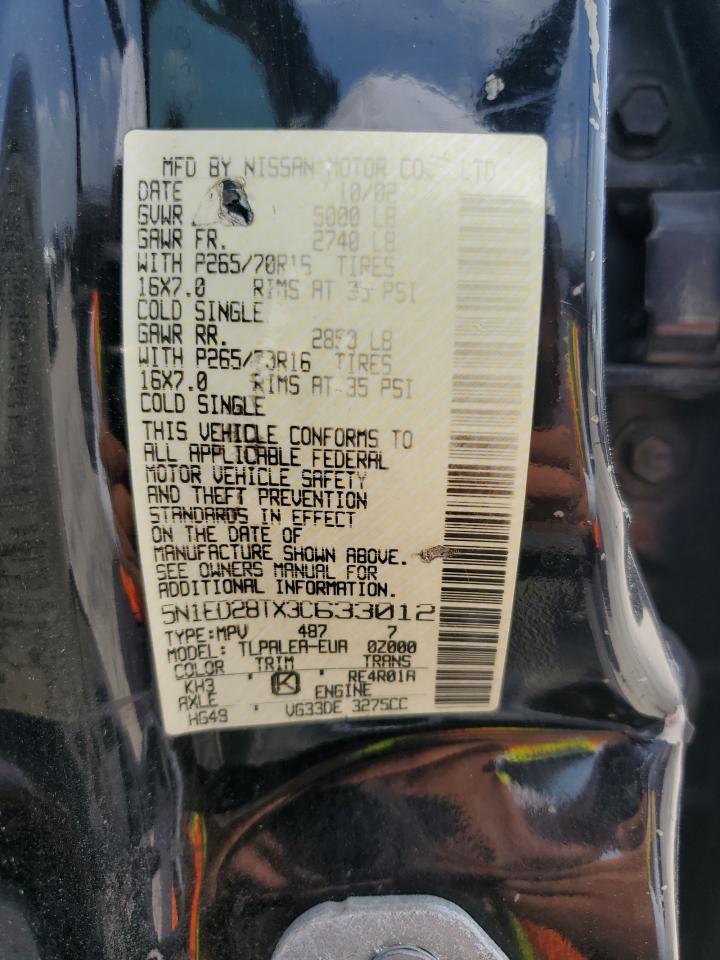 MFD BY NISSAN MOTOR CO., LTD
DATE 10/02
GVWR 5000 LB
GAWR FR. 2740 LB
WITH P265/70R16 TIRES
16X7.0 RIMS AT 35 PSI
COLD SINGLE
GAWR RR. 2853 LB
WITH P265/70R16 TIRES
16X7.0 RIMS AT 35 PSI
COLD SINGLE
THIS VEHICLE CONFORMS TO
ALL APPLICABLE FEDERAL
MOTOR VEHICLE SAFETY
AND THEFT PREVENTION
STANDARDS IN EFFECT
ON THE DATE OF
MANUFACTURE SHOWN ABOVE.
SEE OWNERS MANUAL FOR
ADDITIONAL INFORMATION.
5N1ED28TX3C633012
TYPE:MPV 487 7
MODEL: TLPALEA-EUA 0Z000
COLOR TRIM TRANS
KH3 K RE4R01A
AXLE ENGINE
HG49 VG33DE 3275CC